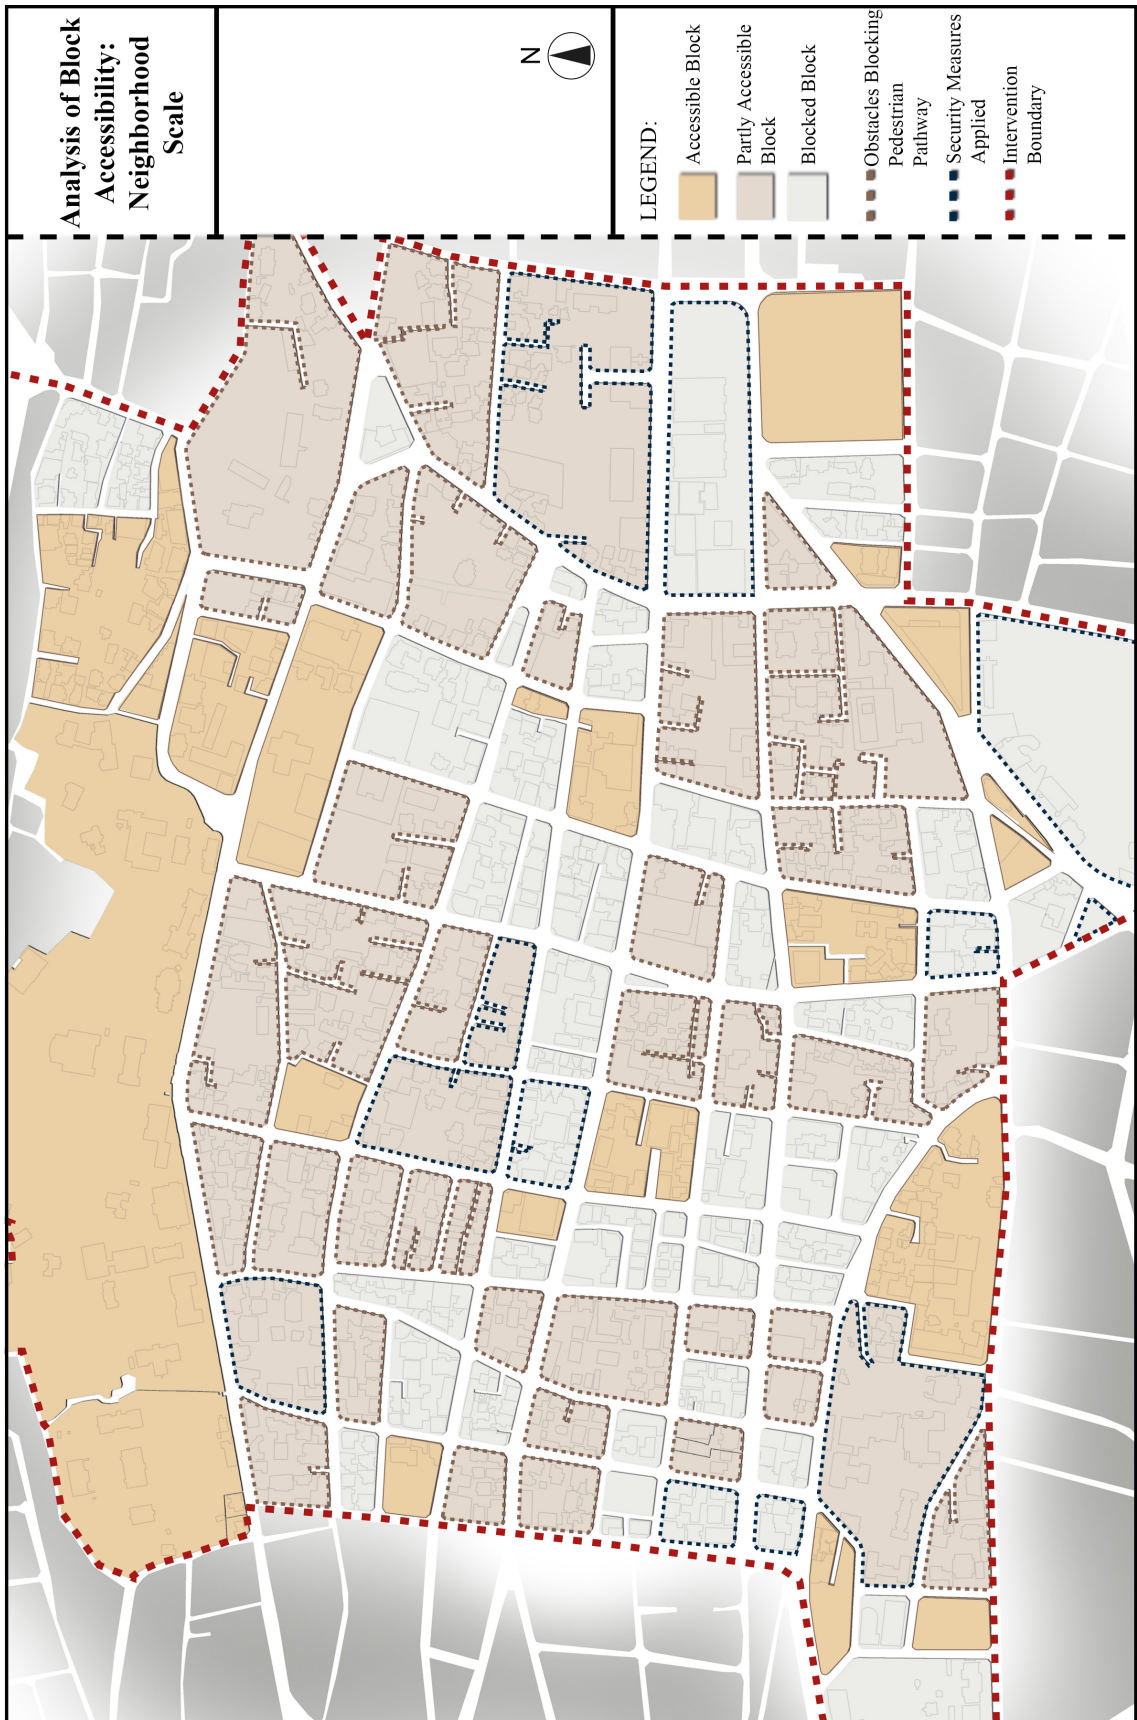 Analysis of Block
Accessibility:
Neighborhood
Scale
N
LEGEND:
Accessible Block
Partly Accessible
Block
Blocked Block
Obstacles Blocking
Pedestrian
Pathway
Security Measures
Applied
Intervention
Boundary